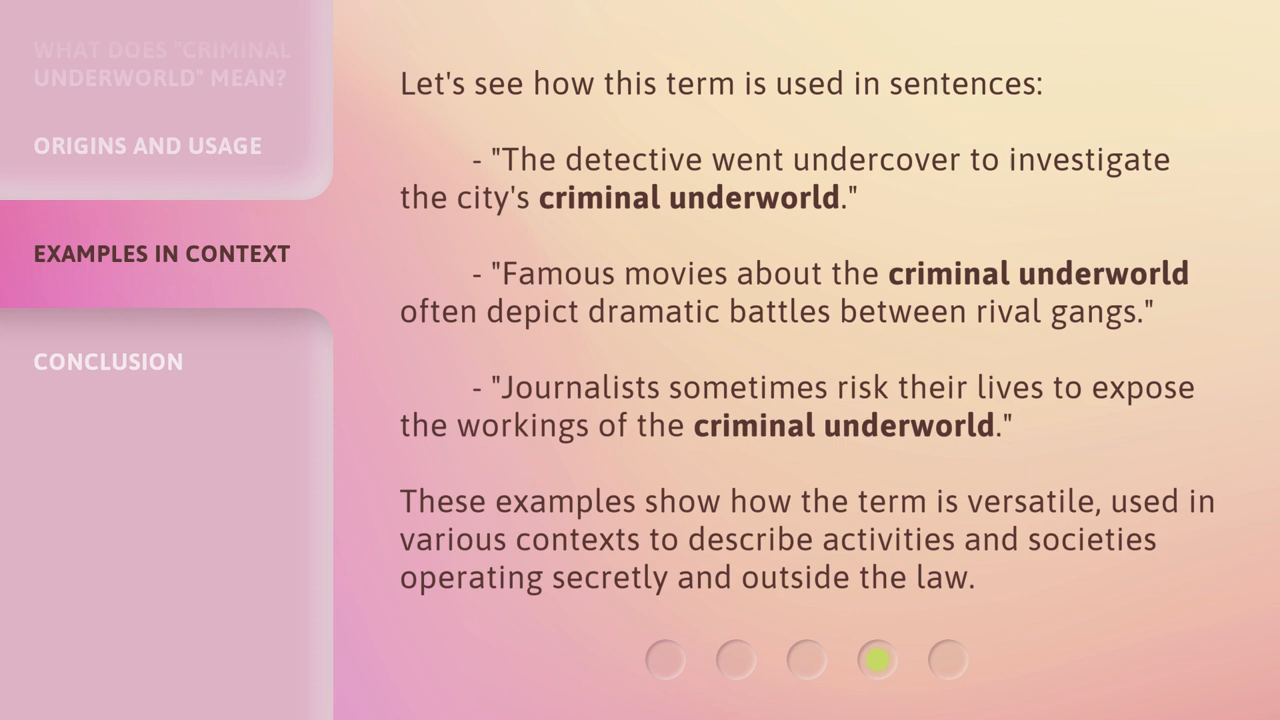 WHAT DOES "CRIMINAL
UNDERWORLD" MEAN?
ORIGINS AND USAGE
EXAMPLES IN CONTEXT
CONCLUSION
Let's see how this term is used in sentences:
- "The detective went undercover to investigate
the city's criminal underworld."
- "Famous movies about the criminal underworld
often depict dramatic battles between rival gangs."
- "Journalists sometimes risk their lives to expose
the workings of the criminal underworld."
These examples show how the term is versatile, used in
various contexts to describe activities and societies
operating secretly and outside the law.